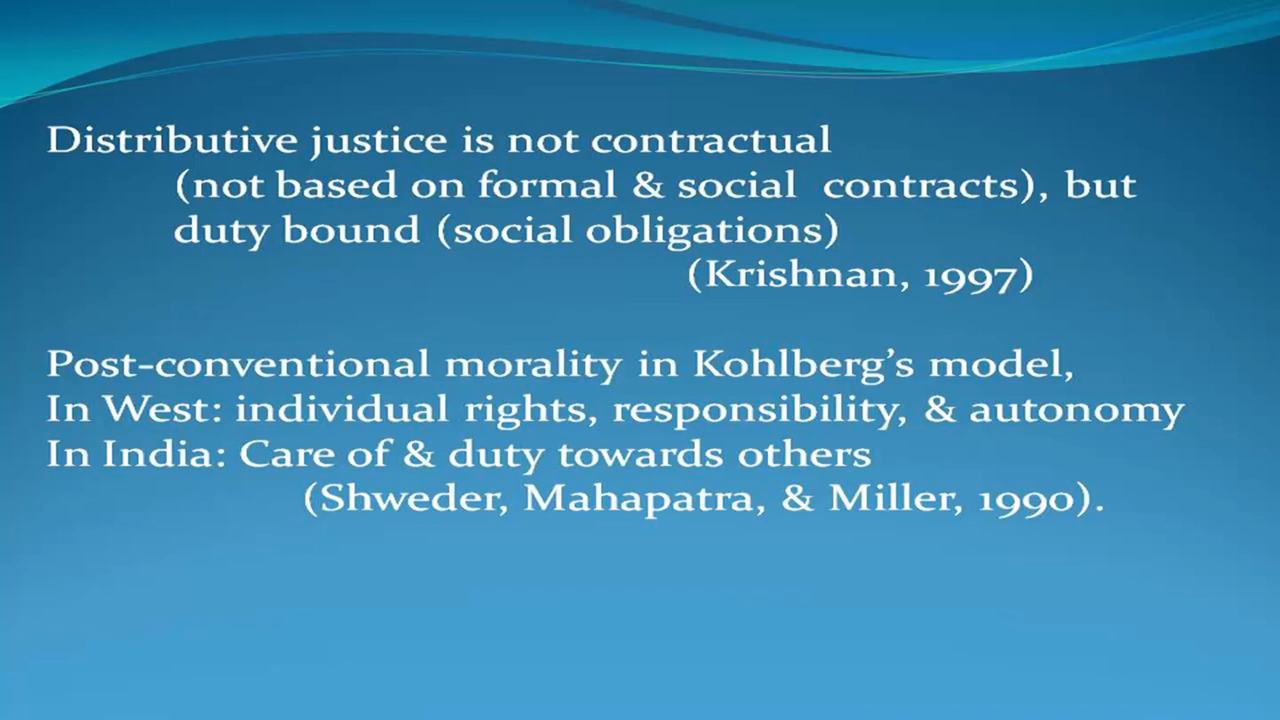 Distributive justice is not contractual
(not based on formal & social contracts), but
duty bound (social obligations)
(Krishnan, 1997)
Post-conventional morality in Kohlberg’s model,
In West: individual rights, responsibility, & autonomy
In India: Care of & duty towards others
(Shweder, Mahapatra, & Miller, 1990).